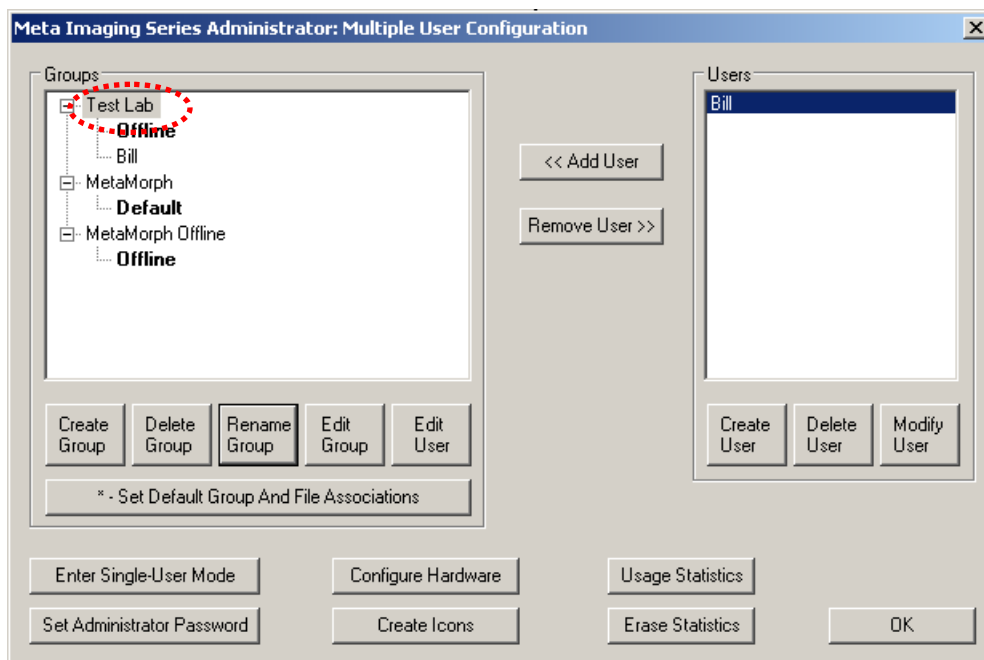 Meta Imaging Series Administrator: Multiple User Configuration
Groups
Test Lab
Offline
Bill
MetaMorph
Default
MetaMorph Offline
Offline
Create Group
Delete Group
Rename Group
Edit Group
Edit User
* - Set Default Group And File Associations
<< Add User
Remove User >>
Users
Bill
Create User
Delete User
Modify User
Enter Single-User Mode
Configure Hardware
Usage Statistics
Set Administrator Password
Create Icons
Erase Statistics
OK